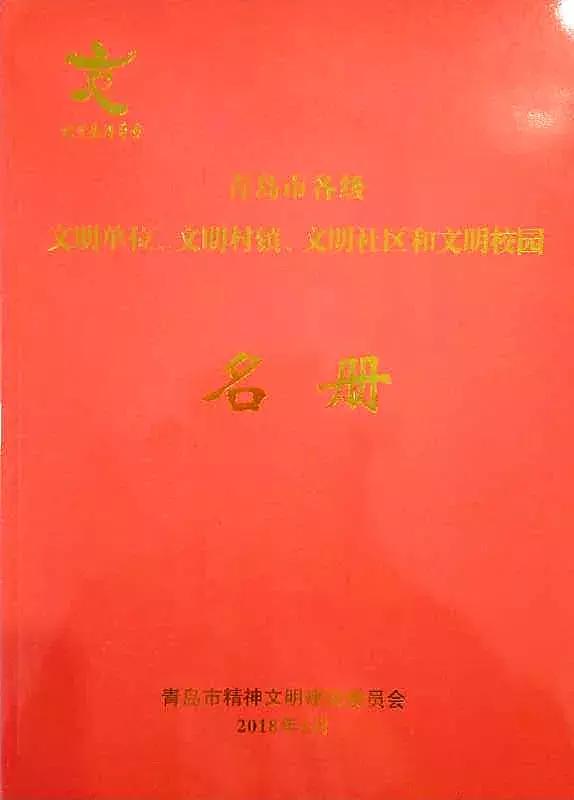 文
青岛市各级
文明单位、文明村镇、文明社区和文明校园
名册
青岛市精神文明建设委员会
2018年 月